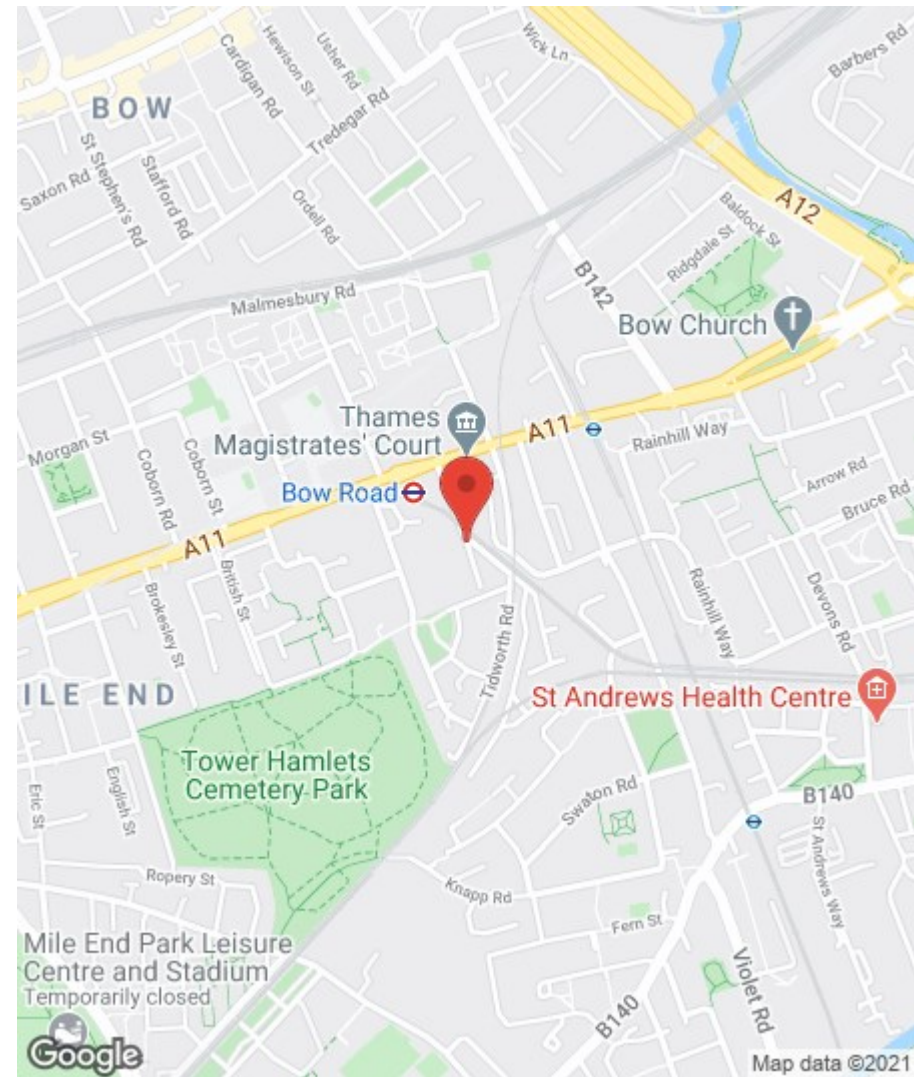 Wick Ln
Barbers Rd
Hewison St
Usher Rd
Cardigan Rd
BOW
Tredegar Rd
St Stephen's Rd
Stafford Rd
Saxon Rd
Ordell Rd
A12
Baldock St
Ridgdale St
B142
Malmesbury Rd
Bow Church
Thames
Magistrates' Court
A11
Rainhill Way
Morgan St
Coborn Rd
Coborn St
Bow Road
Arrow Rd
Bruce Rd
A11
British St
Brokesley St
Rainhill Way
Devons Rd
Tidworth Rd
ILE END
St Andrews Health Centre
Tower Hamlets
Cemetery Park
Eric St
English St
Swaton Rd
B140
St Andrews Way
Ropery St
Knapp Rd
Fern St
Mile End Park Leisure
Centre and Stadium
Temporarily closed
Violet Rd
B140
Google
Map data ©2021